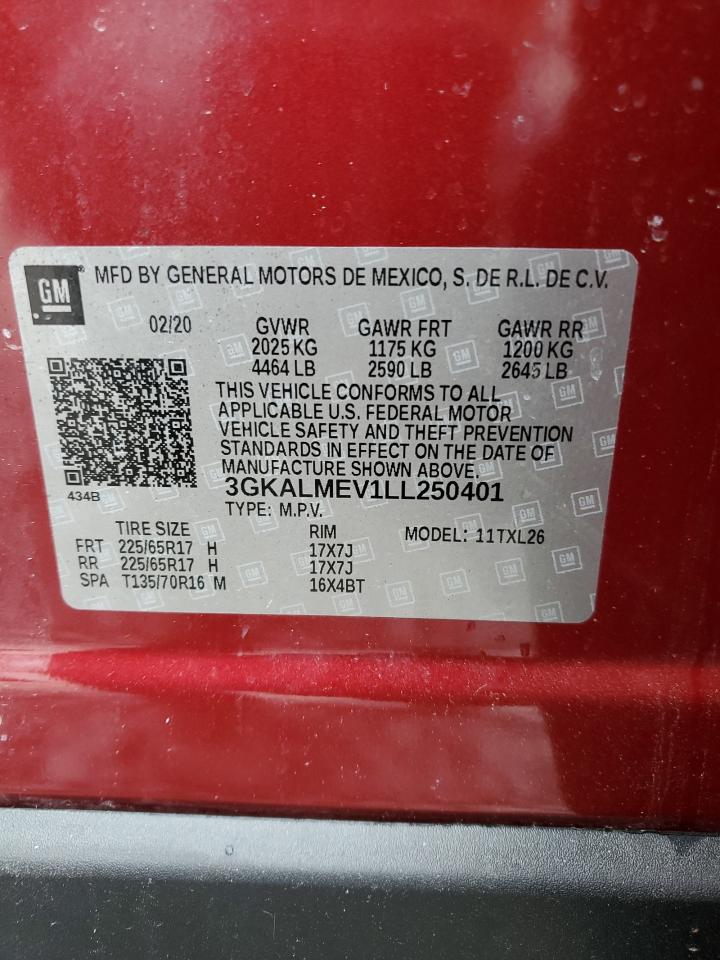 GM MFD BY GENERAL MOTORS DE MEXICO, S. DE R.L. DE C.V.
02/20 GVWR GAWR FRT GAWR RR
2025 KG 1175 KG 1200 KG
4464 LB 2590 LB 2645 LB
THIS VEHICLE CONFORMS TO ALL
APPLICABLE U.S. FEDERAL MOTOR
VEHICLE SAFETY AND THEFT PREVENTION
STANDARDS IN EFFECT ON THE DATE OF
MANUFACTURE SHOWN ABOVE.
434B 3GKALMEV1LL250401
TYPE: M.P.V.
TIRE SIZE RIM MODEL: 11TXL26
FRT 225/65R17 H 17X7J
RR 225/65R17 H 17X7J
SPA T135/70R16 M 16X4BT